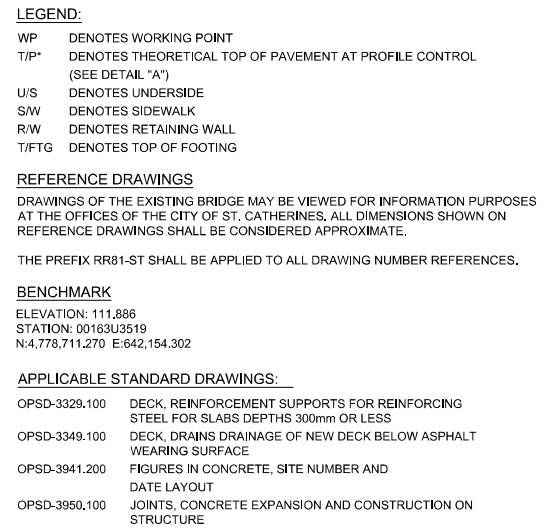 LEGEND:
WP DENOTES WORKING POINT
T/P* DENOTES THEORETICAL TOP OF PAVEMENT AT PROFILE CONTROL
(SEE DETAIL "A")
U/S DENOTES UNDERSIDE
S/W DENOTES SIDEWALK
R/W DENOTES RETAINING WALL
T/FTG DENOTES TOP OF FOOTING
REFERENCE DRAWINGS
DRAWINGS OF THE EXISTING BRIDGE MAY BE VIEWED FOR INFORMATION PURPOSES
AT THE OFFICES OF THE CITY OF ST. CATHERINES. ALL DIMENSIONS SHOWN ON
REFERENCE DRAWINGS SHALL BE CONSIDERED APPROXIMATE.
THE PREFIX RR81-ST SHALL BE APPLIED TO ALL DRAWING NUMBER REFERENCES.
BENCHMARK
ELEVATION: 111.886
STATION: 00163U3519
N:4,778,711.270 E:642,154.302
APPLICABLE STANDARD DRAWINGS:
OPSD-3329.100 DECK, REINFORCEMENT SUPPORTS FOR REINFORCING
STEEL FOR SLABS DEPTHS 300mm OR LESS
OPSD-3349.100 DECK, DRAINS DRAINAGE OF NEW DECK BELOW ASPHALT
WEARING SURFACE
OPSD-3941.200 FIGURES IN CONCRETE, SITE NUMBER AND
DATE LAYOUT
OPSD-3950.100 JOINTS, CONCRETE EXPANSION AND CONSTRUCTION ON
STRUCTURE